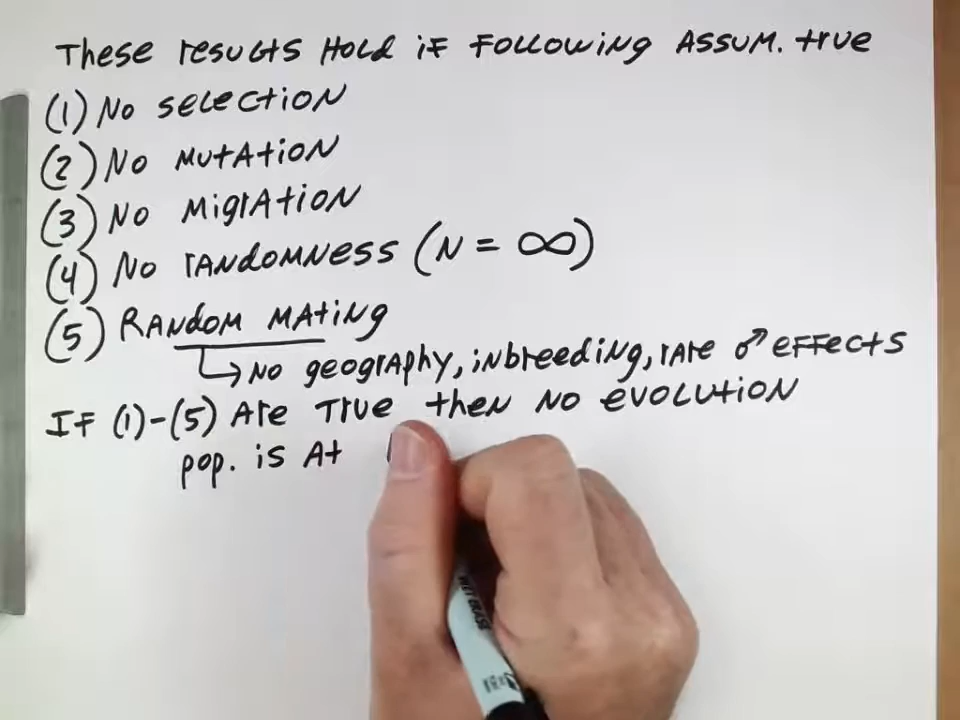 These results hold if following assum. true
(1) No selection
(2) No mutation
(3) No migration
(4) No randomness (N = ∞)
(5) Random mating
↳ No geography, inbreeding, rare ♂ effects
If (1)-(5) are true then no evolution
pop. is at
WET ERASE